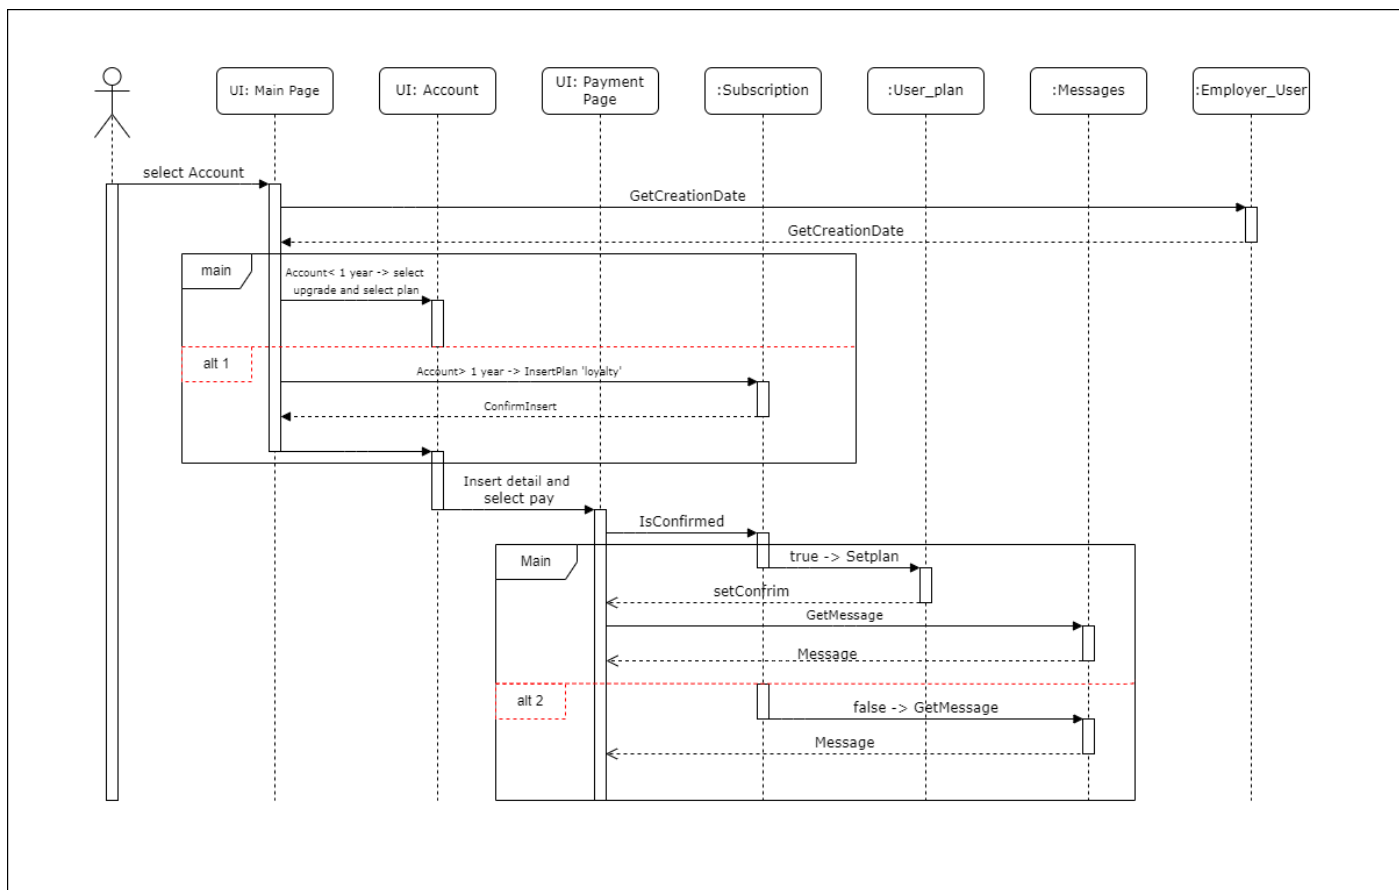 UI: Main Page
UI: Account
UI: Payment
Page
:Subscription
:User_plan
:Messages
:Employer_User
select Account
GetCreationDate
GetCreationDate
main
Account< 1 year -> select
upgrade and select plan
alt 1
Account> 1 year -> InsertPlan 'loyalty'
ConfirmInsert
Insert detail and
select pay
IsConfirmed
Main
true -> Setplan
setConfrim
GetMessage
Message
alt 2
false -> GetMessage
Message